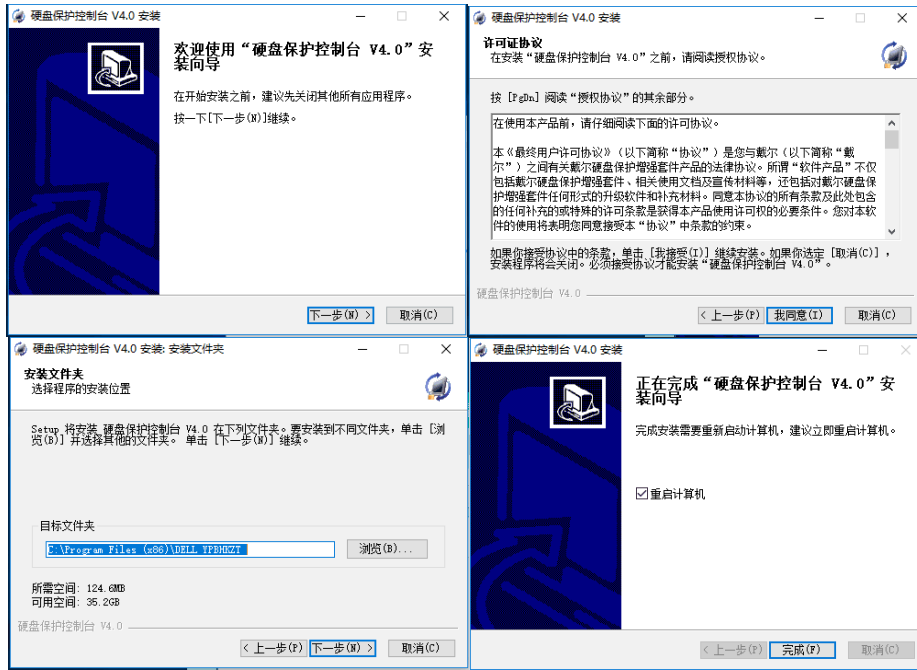 硬盘保护控制台 V4.0 安装
欢迎使用“硬盘保护控制台 V4.0”安
装向导
在开始安装之前，建议先关闭其他所有应用程序。
按一下[下一步(N)]继续。
下一步(N) >
取消(C)
硬盘保护控制台 V4.0 安装
许可证协议
在安装“硬盘保护控制台 V4.0”之前，请阅读授权协议。
按 [PgDn] 阅读“授权协议”的其余部分。
在使用本产品前，请仔细阅读下面的许可协议。
本《最终用户许可协议》（以下简称“协议”）是您与戴尔（以下简称“戴
尔”）之间有关戴尔硬盘保护增强套件产品的法律协议。所谓“软件产品”不仅
包括戴尔硬盘保护增强套件、相关使用文档及宣传材料等，还包括对戴尔硬盘保
护增强套件任何形式的升级软件和补充材料。同意本协议的所有条款及此处包含
的任何补充的或特殊的许可条款是获得本产品使用许可权的必要条件。您对本软
件的使用将表明您同意接受本“协议”中条款的约束。
如果你接受协议中的条款，单击 [我接受(I)] 继续安装。如果你选定 [取消(C)] ，
安装程序将会关闭。必须接受协议才能安装“硬盘保护控制台 V4.0”。
硬盘保护控制台 V4.0
< 上一步(P)
我同意(I)
取消(C)
硬盘保护控制台 V4.0 安装: 安装文件夹
安装文件夹
选择程序的安装位置
Setup 将安装 硬盘保护控制台 V4.0 在下列文件夹。要安装到不同文件夹，单击 [浏
览(B)] 并选择其他的文件夹。 单击 [下一步(N)] 继续。
目标文件夹
C:\Program Files (x86)\DELL YPBHKZT
浏览(B)...
所需空间: 124.6MB
可用空间: 35.2GB
硬盘保护控制台 V4.0
< 上一步(P)
下一步(N) >
取消(C)
硬盘保护控制台 V4.0 安装
正在完成“硬盘保护控制台 V4.0”安
装向导
完成安装需要重新启动计算机，建议立即重启计算机。
重启计算机
< 上一步(P)
完成(F)
取消(C)